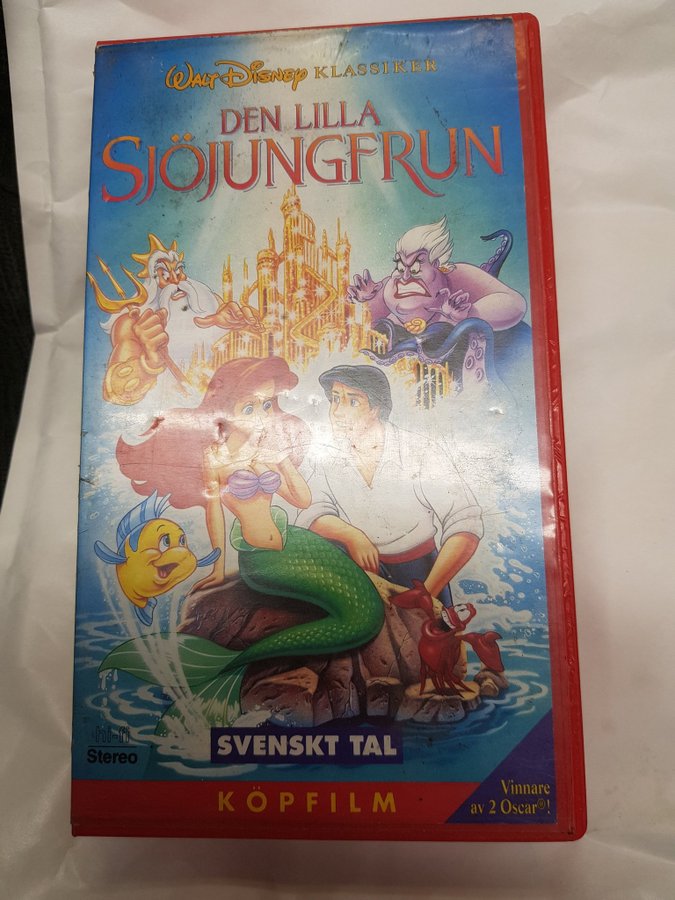 WALT DISNEY KLASSIKER
DEN LILLA
SJÖJUNGFRUN
hi-fi
Stereo
SVENSKT TAL
KÖPFILM
Vinnare
av 2 Oscar®!